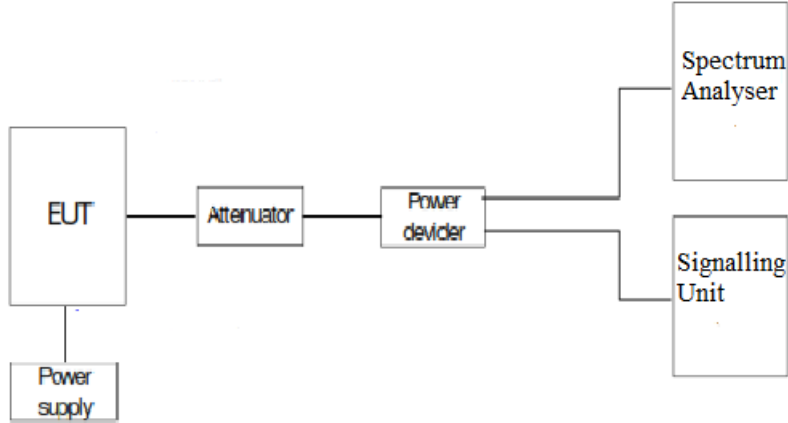 Spectrum
Analyser
EUT
Attenuator
Power
devider
Signalling
Unit
Power
supply